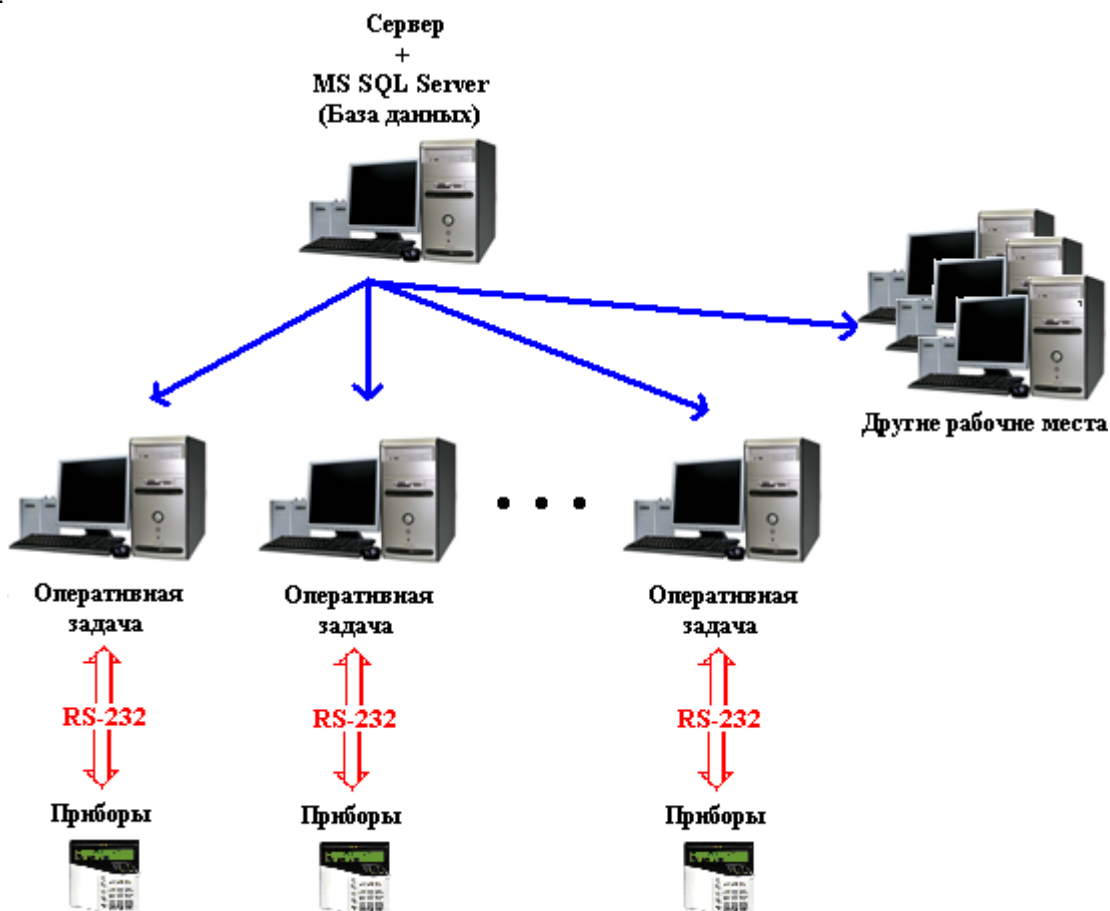 Сервер
+
MS SQL Server
(База данных)
Другие рабочие места
Оперативная
задача
Оперативная
задача
Оперативная
задача
RS-232
RS-232
RS-232
Приборы
Приборы
Приборы